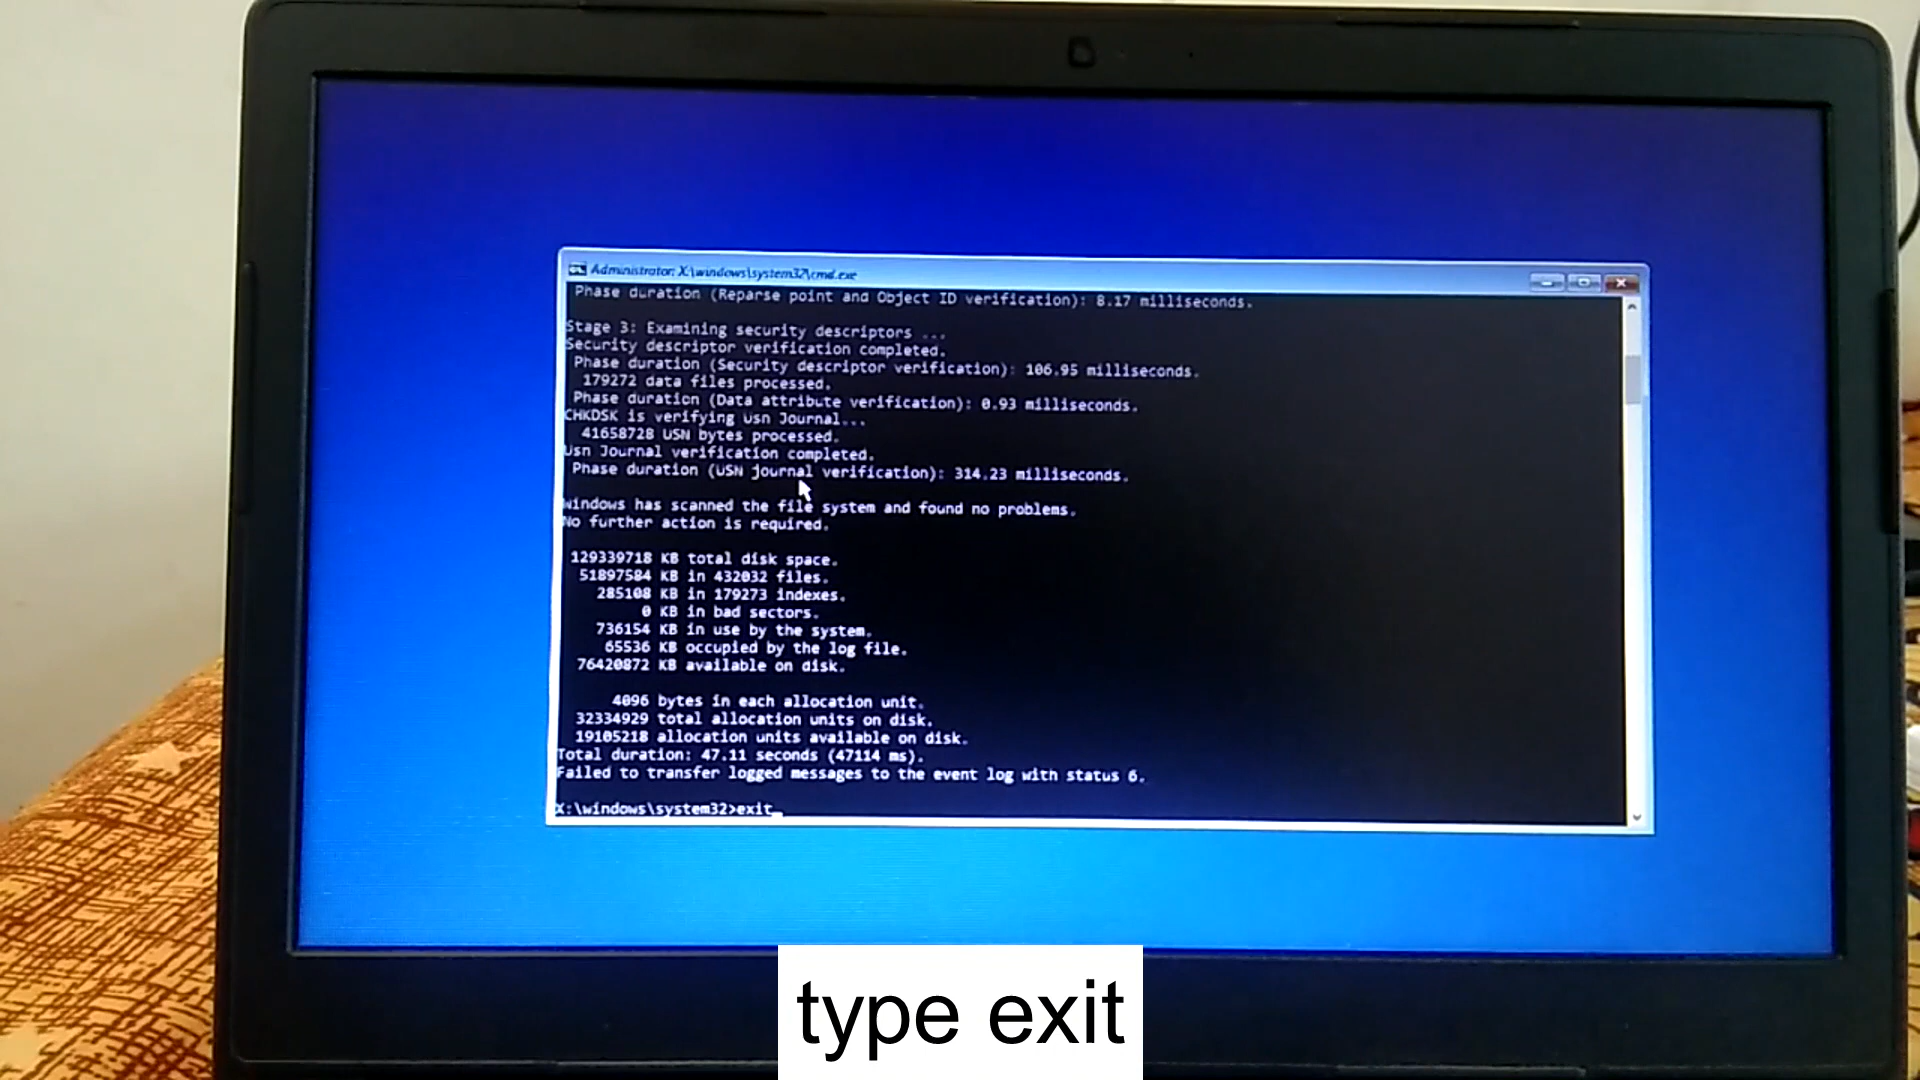 Administrator: X:\windows\system32\cmd.exe
Phase duration (Reparse point and Object ID verification): 8.17 milliseconds.
Stage 3: Examining security descriptors ...
Security descriptor verification completed.
Phase duration (Security descriptor verification): 106.95 milliseconds.
179272 data files processed.
Phase duration (Data attribute verification): 0.93 milliseconds.
CHKDSK is verifying Usn Journal...
41658728 USN bytes processed.
Usn Journal verification completed.
Phase duration (USN journal verification): 314.23 milliseconds.
Windows has scanned the file system and found no problems.
No further action is required.
129339718 KB total disk space.
51897584 KB in 432032 files.
285108 KB in 179273 indexes.
0 KB in bad sectors.
736154 KB in use by the system.
65536 KB occupied by the log file.
76420872 KB available on disk.
4096 bytes in each allocation unit.
32334929 total allocation units on disk.
19105218 allocation units available on disk.
Total duration: 47.11 seconds (47114 ms).
Failed to transfer logged messages to the event log with status 6.
X:\windows\system32>exit_
type exit